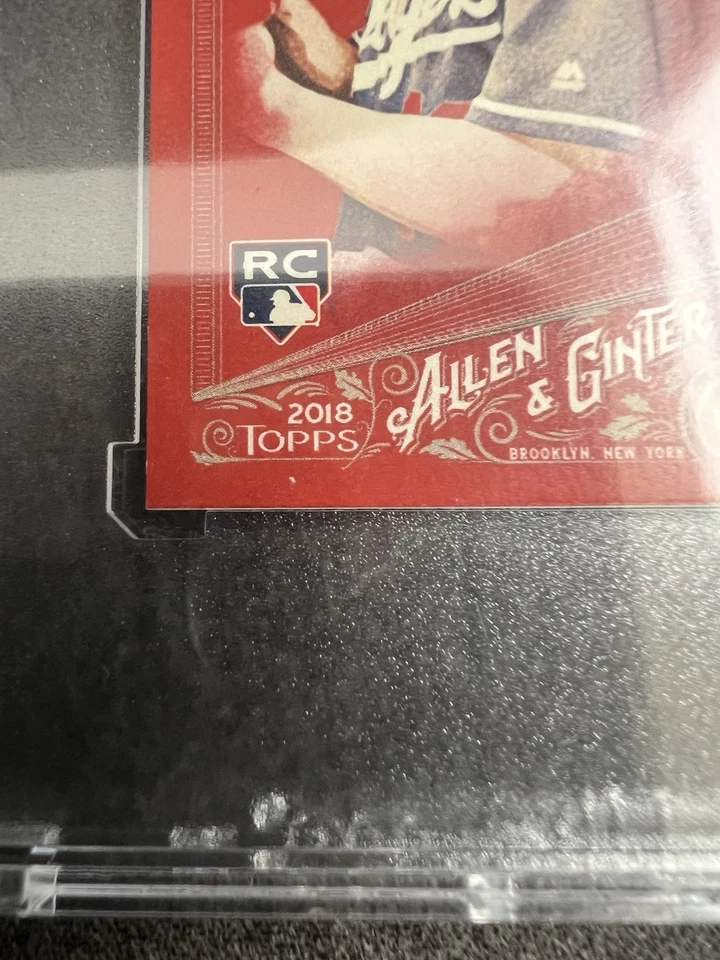 RC
ALLEN
& GINTER
2018
TOPPS
BROOKLYN, NEW YORK